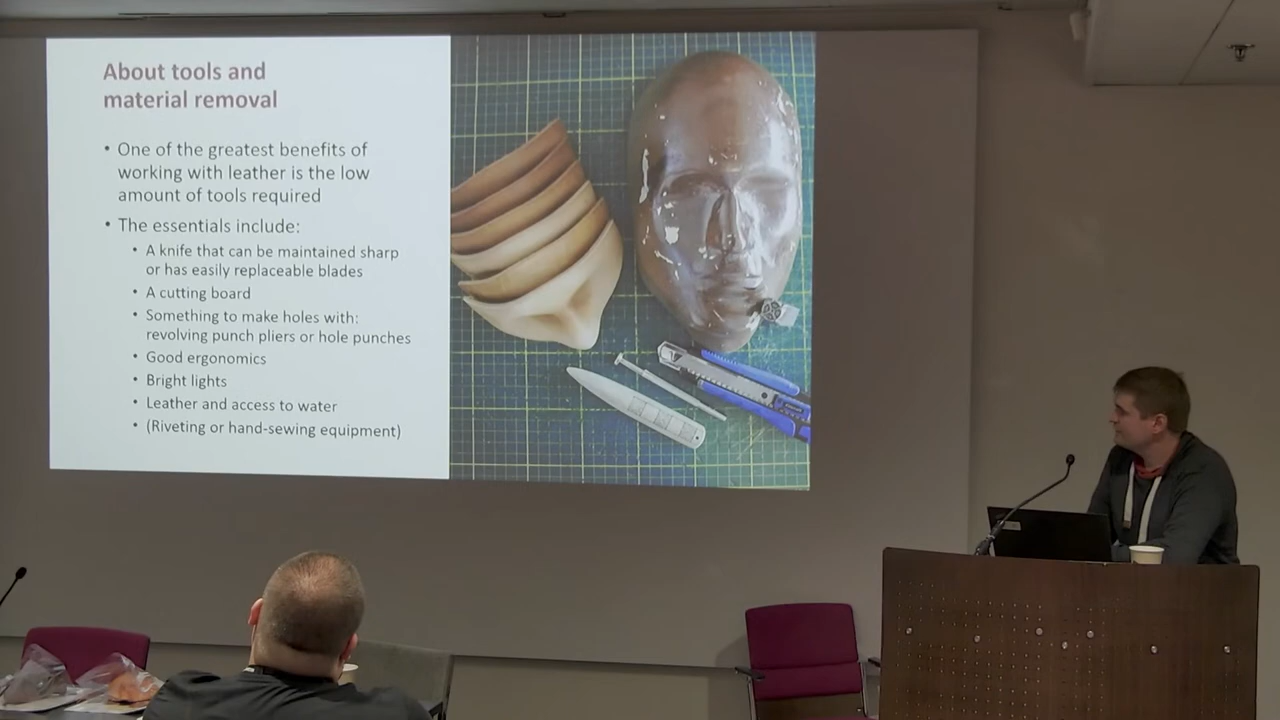 About tools and
material removal
• One of the greatest benefits of
working with leather is the low
amount of tools required
• The essentials include:
• A knife that can be maintained sharp
or has easily replaceable blades
• A cutting board
• Something to make holes with:
revolving punch pliers or hole punches
• Good ergonomics
• Bright lights
• Leather and access to water
• (Riveting or hand-sewing equipment)